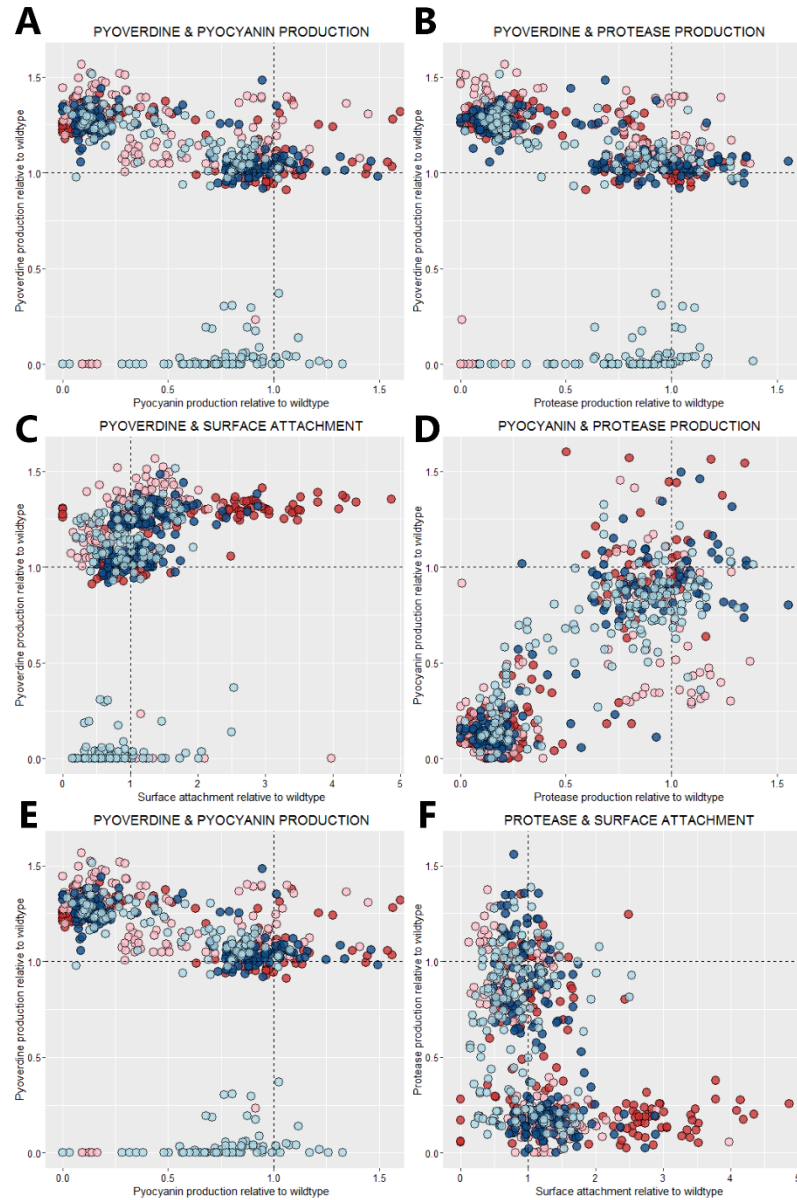 A
PYOVERDINE & PYOCYANIN PRODUCTION
Pyoverdine production relative to wildtype
1.5
1.0
0.5
0.0
0.0 0.5 1.0 1.5
Pyocyanin production relative to wildtype
B
PYOVERDINE & PROTEASE PRODUCTION
Pyoverdine production relative to wildtype
1.5
1.0
0.5
0.0
0.0 0.5 1.0 1.5
Protease production relative to wildtype
C
PYOVERDINE & SURFACE ATTACHMENT
Pyoverdine production relative to wildtype
1.5
1.0
0.5
0.0
0 1 2 3 4 5
Surface attachment relative to wildtype
D
PYOCYANIN & PROTEASE PRODUCTION
Pyocyanin production relative to wildtype
1.5
1.0
0.5
0.0
0.0 0.5 1.0 1.5
Protease production relative to wildtype
E
PYOVERDINE & PYOCYANIN PRODUCTION
Pyoverdine production relative to wildtype
1.5
1.0
0.5
0.0
0.0 0.5 1.0 1.5
Pyocyanin production relative to wildtype
F
PROTEASE & SURFACE ATTACHMENT
Protease production relative to wildtype
1.5
1.0
0.5
0.0
0 1 2 3 4 5
Surface attachment relative to wildtype